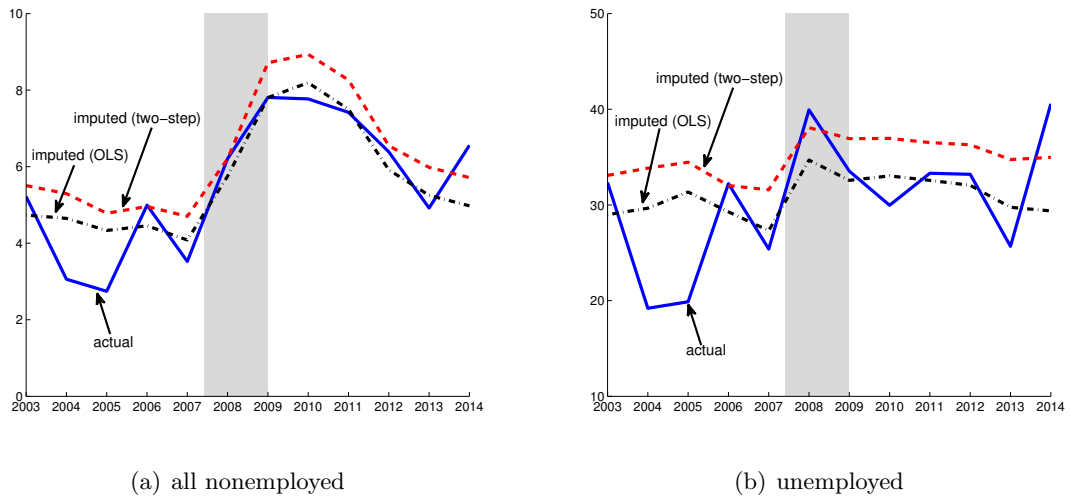 10
8
6
4
2
0
imputed (two−step)
imputed (OLS)
actual
2003 2004 2005 2006 2007 2008 2009 2010 2011 2012 2013 2014
(a) all nonemployed
50
40
30
20
10
imputed (two−step)
imputed (OLS)
actual
2003 2004 2005 2006 2007 2008 2009 2010 2011 2012 2013 2014
(b) unemployed